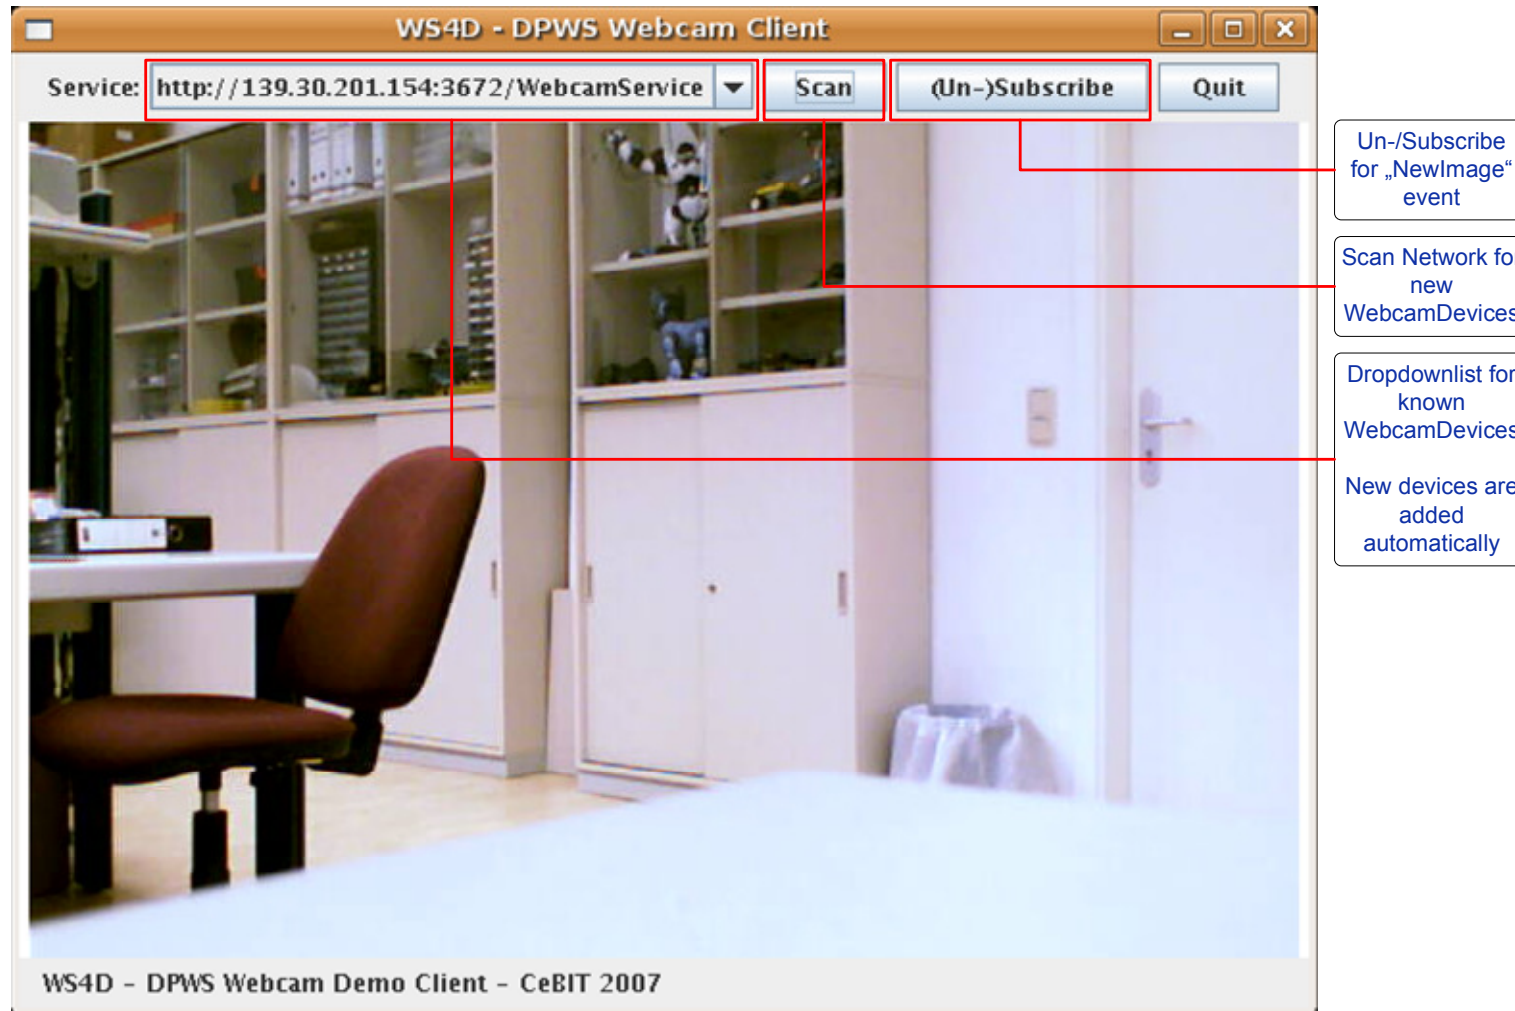 WS4D - DPWS Webcam Client
Service: http://139.30.201.154:3672/WebcamService Scan (Un-)Subscribe Quit
Un-/Subscribe
for „NewImage“
event
Scan Network for
new
WebcamDevices
Dropdownlist for
known
WebcamDevices
New devices are
added
automatically
WS4D - DPWS Webcam Demo Client - CeBIT 2007